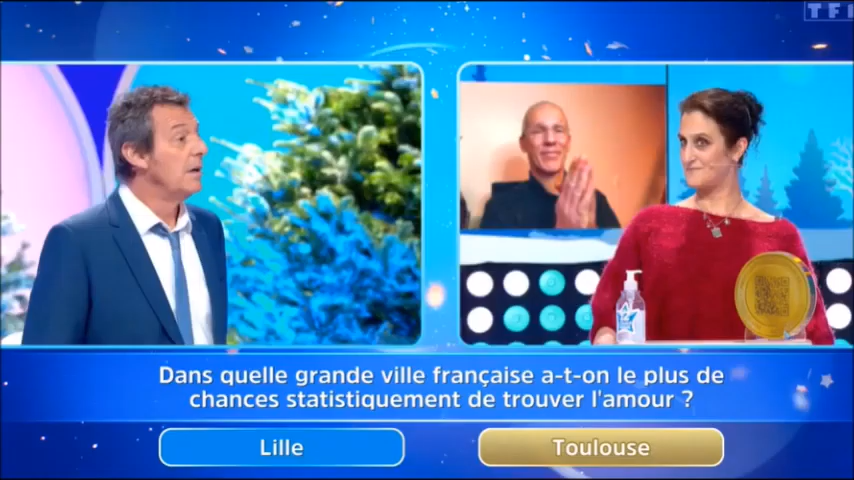 TF1
Dans quelle grande ville française a-t-on le plus de
chances statistiquement de trouver l'amour ?
Lille
Toulouse